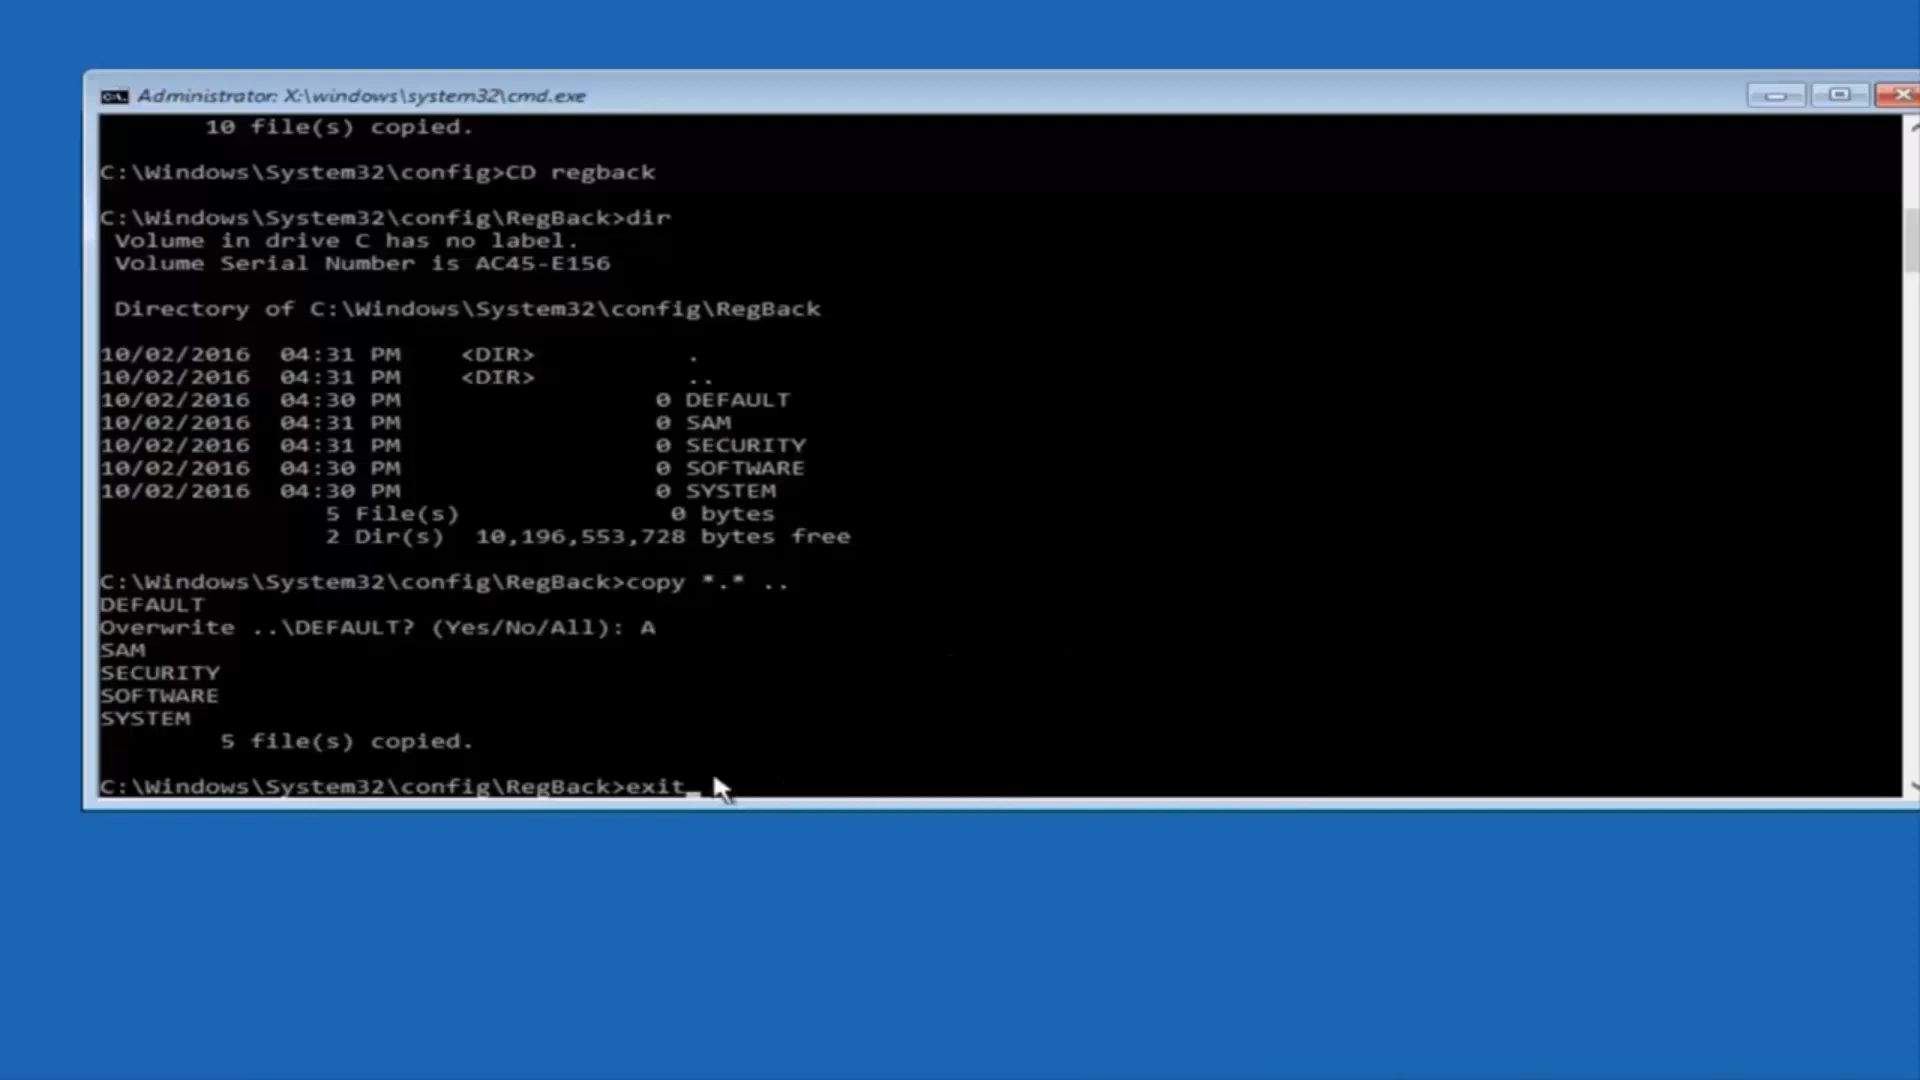 Administrator: X:\windows\system32\cmd.exe
10 file(s) copied.
C:\Windows\System32\config>CD regback
C:\Windows\System32\config\RegBack>dir
Volume in drive C has no label.
Volume Serial Number is AC45-E156
Directory of C:\Windows\System32\config\RegBack
10/02/2016  04:31 PM    <DIR>          .
10/02/2016  04:31 PM    <DIR>          ..
10/02/2016  04:30 PM                 0 DEFAULT
10/02/2016  04:31 PM                 0 SAM
10/02/2016  04:31 PM                 0 SECURITY
10/02/2016  04:30 PM                 0 SOFTWARE
10/02/2016  04:30 PM                 0 SYSTEM
5 File(s)              0 bytes
2 Dir(s)  10,196,553,728 bytes free
C:\Windows\System32\config\RegBack>copy *.* ..
DEFAULT
Overwrite ..\DEFAULT? (Yes/No/All): A
SAM
SECURITY
SOFTWARE
SYSTEM
5 file(s) copied.
C:\Windows\System32\config\RegBack>exit_